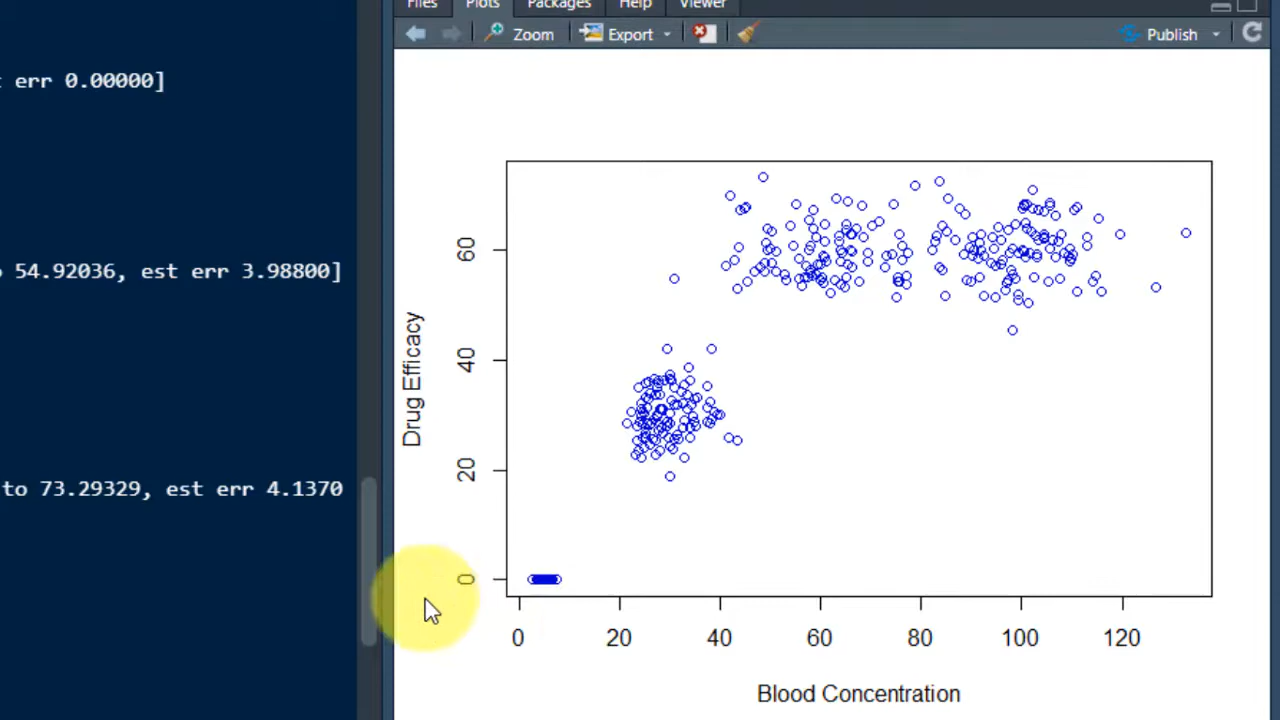 Files Plots Packages Help Viewer
Zoom Export Publish
err 0.00000]
54.92036, est err 3.98800]
to 73.29329, est err 4.1370
60
40
20
0
Drug Efficacy
0 20 40 60 80 100 120
Blood Concentration